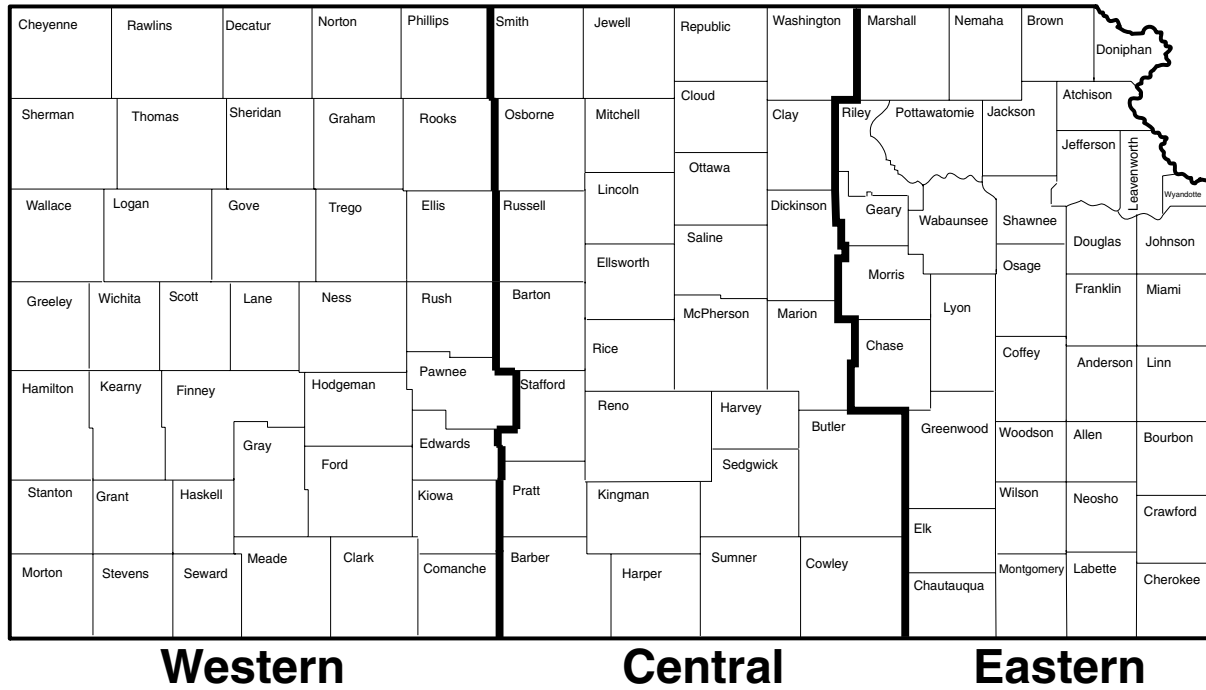 Cheyenne
Rawlins
Decatur
Norton
Phillips
Smith
Jewell
Republic
Washington
Marshall
Nemaha
Brown
Doniphan
Sherman
Thomas
Sheridan
Graham
Rooks
Osborne
Mitchell
Cloud
Clay
Riley
Pottawatomie
Jackson
Atchison
Jefferson
Leavenworth
Wyandotte
Wallace
Logan
Gove
Trego
Ellis
Russell
Lincoln
Ottawa
Dickinson
Geary
Wabaunsee
Shawnee
Douglas
Johnson
Ellsworth
Saline
Morris
Osage
Greeley
Wichita
Scott
Lane
Ness
Rush
Barton
Rice
McPherson
Marion
Chase
Lyon
Franklin
Miami
Coffey
Anderson
Linn
Hamilton
Kearny
Finney
Hodgeman
Pawnee
Stafford
Reno
Harvey
Butler
Greenwood
Woodson
Allen
Bourbon
Gray
Ford
Edwards
Sedgwick
Stanton
Grant
Haskell
Kiowa
Pratt
Kingman
Elk
Wilson
Neosho
Crawford
Morton
Stevens
Seward
Meade
Clark
Comanche
Barber
Harper
Sumner
Cowley
Chautauqua
Montgomery
Labette
Cherokee
Western
Central
Eastern